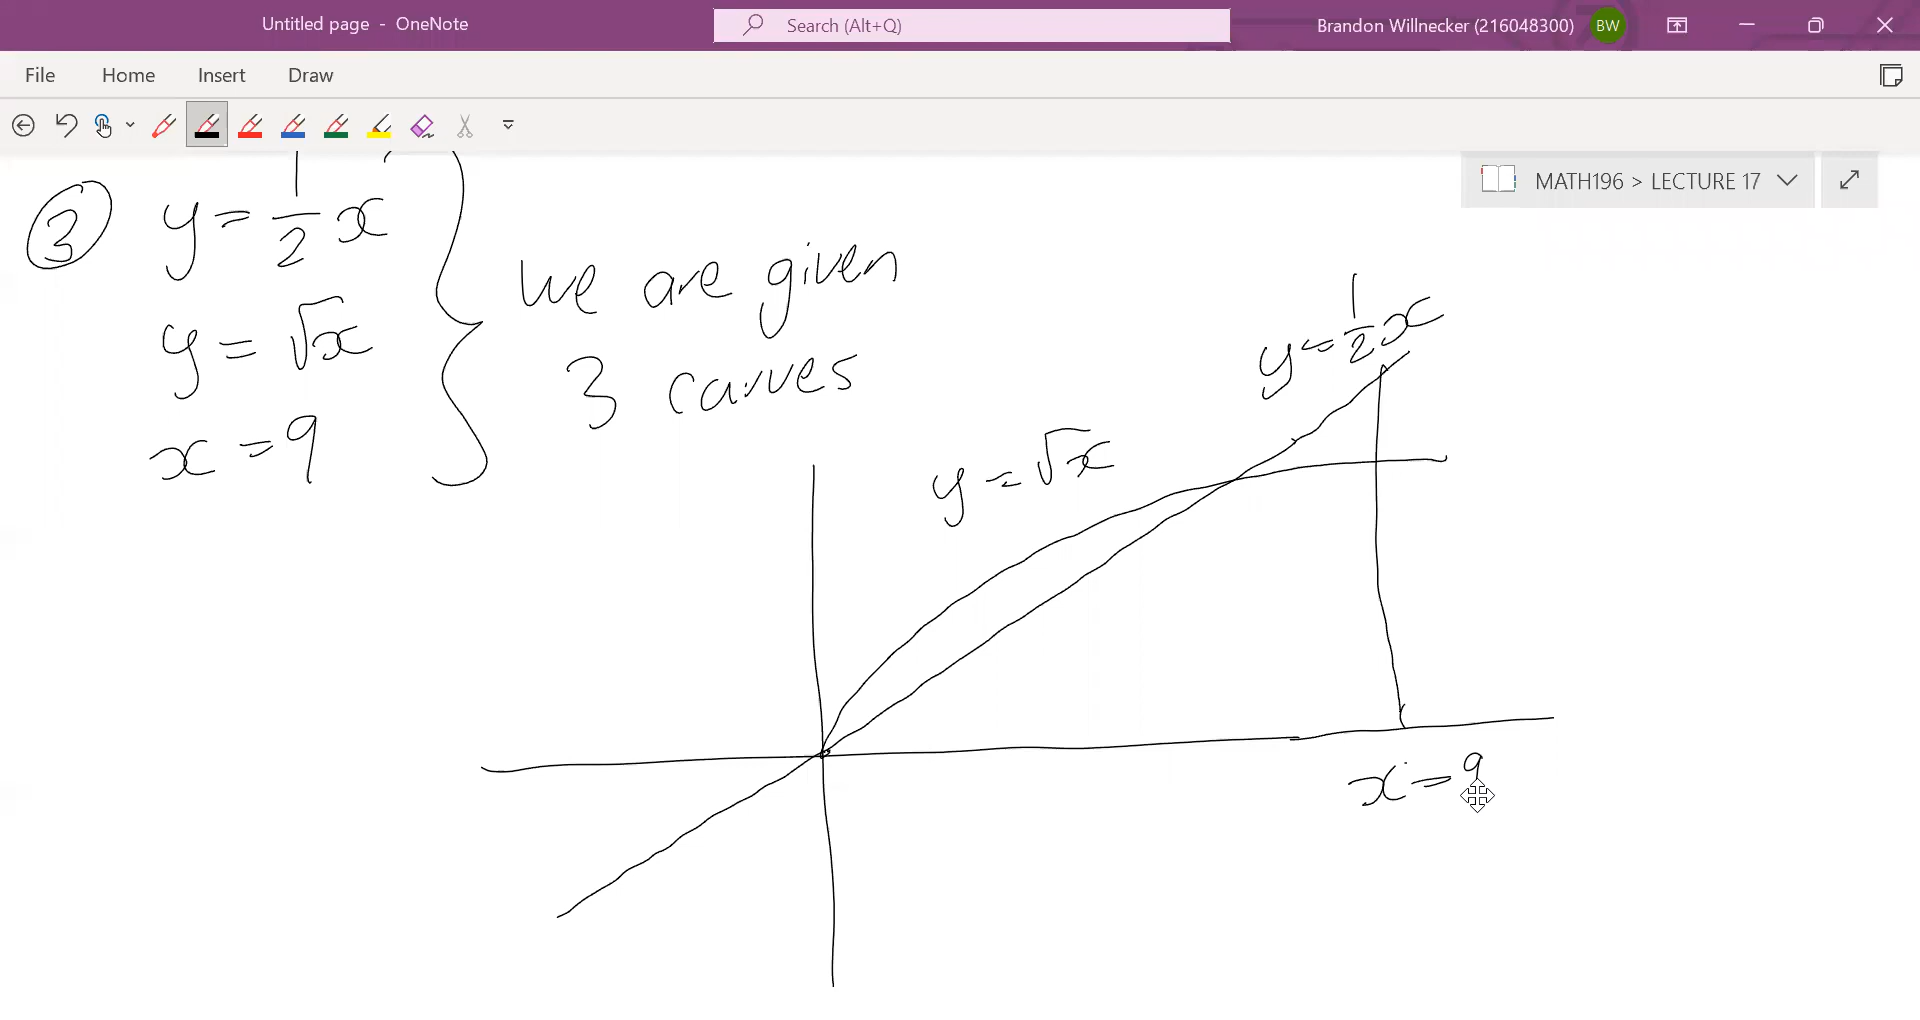 Untitled page - OneNote
Search (Alt+Q)
Brandon Willnecker (216048300)
BW
File
Home
Insert
Draw
MATH196 > LECTURE 17
③ y = 1/2 x
y = √x
x = 9
we are given
3 curves
y = 1/2 x
y = √x
x = 9